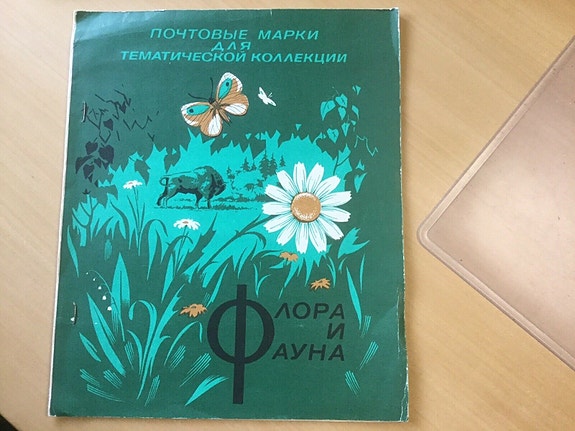 ПОЧТОВЫЕ МАРКИ
ДЛЯ
ТЕМАТИЧЕСКОЙ КОЛЛЕКЦИИ
ФЛОРА
И
ФАУНА